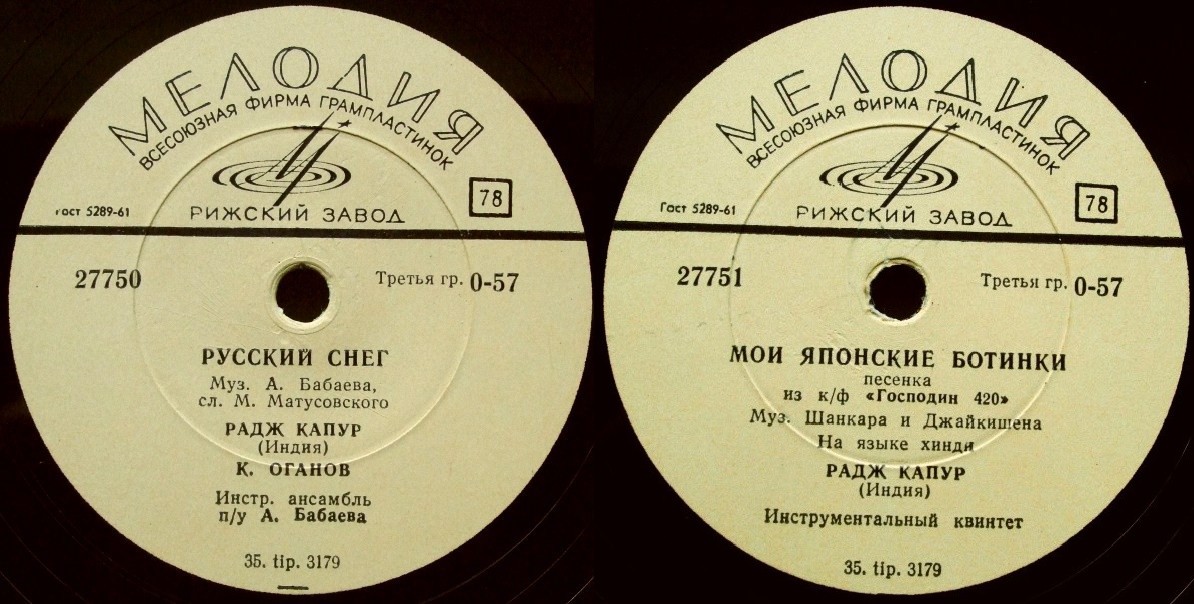 МЕЛОДИЯ
ВСЕСОЮЗНАЯ ФИРМА ГРАМПЛАСТИНОК
Гост 5289-61
РИЖСКИЙ ЗАВОД
78
27750
Третья гр. 0-57
РУССКИЙ СНЕГ
Муз. А. Бабаева,
сл. М. Матусовского
РАДЖ КАПУР
(Индия)
К. ОГАНОВ
Инстр. ансамбль
п/у А. Бабаева
35. tip. 3179
МЕЛОДИЯ
ВСЕСОЮЗНАЯ ФИРМА ГРАМПЛАСТИНОК
Гост 5289-61
РИЖСКИЙ ЗАВОД
78
27751
Третья гр. 0-57
МОИ ЯПОНСКИЕ БОТИНКИ
песенка
из к/ф «Господин 420»
Муз. Шанкара и Джайкишена
На языке хинди
РАДЖ КАПУР
(Индия)
Инструментальный квинтет
35. tip. 3179